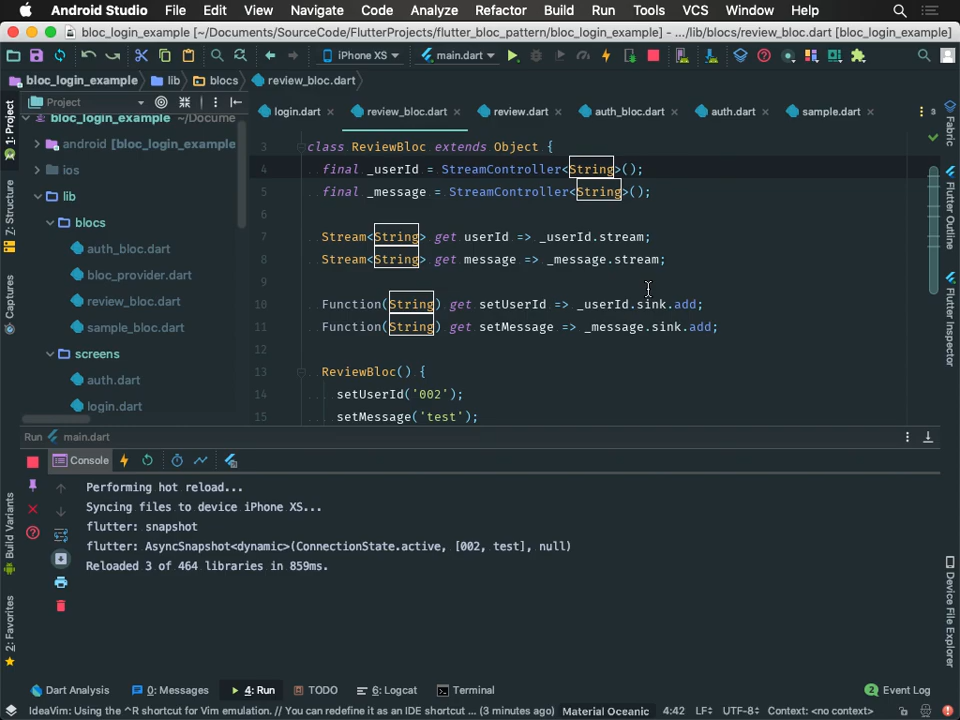 Android Studio File Edit View Navigate Code Analyze Refactor Build Run Tools VCS Window Help
bloc_login_example [~/Documents/SourceCode/FlutterProjects/flutter_bloc_pattern/bloc_login_example] - .../lib/blocs/review_bloc.dart [bloc_login_example]
iPhone XS main.dart
bloc_login_example lib blocs review_bloc.dart
Project
login.dart review_bloc.dart review.dart auth_bloc.dart auth.dart sample.dart 3
bloc_login_example ~/Docume
android [bloc_login_example
ios
lib
blocs
auth_bloc.dart
bloc_provider.dart
review_bloc.dart
sample_bloc.dart
screens
auth.dart
login.dart
3 class ReviewBloc extends Object {
4 final _userId = StreamController<String>();
5 final _message = StreamController<String>();
6
7 Stream<String> get userId => _userId.stream;
8 Stream<String> get message => _message.stream;
9
10 Function(String) get setUserId => _userId.sink.add;
11 Function(String) get setMessage => _message.sink.add;
12
13 ReviewBloc() {
14 setUserId('002');
15 setMessage('test');
1: Project
Z: Structure
Captures
Build Variants
2: Favorites
Fabric
Flutter Outline
Flutter Inspector
Device File Explorer
Run main.dart
Console
Performing hot reload...
Syncing files to device iPhone XS...
flutter: snapshot
flutter: AsyncSnapshot<dynamic>(ConnectionState.active, [002, test], null)
Reloaded 3 of 464 libraries in 859ms.
Dart Analysis 0: Messages 4: Run TODO 6: Logcat Terminal 2 Event Log
IdeaVim: Using the ^R shortcut for Vim emulation. // You can redefine it as an IDE shortcut ... (3 minutes ago) Material Oceanic 4:42 LF UTF-8 Context: <no context>